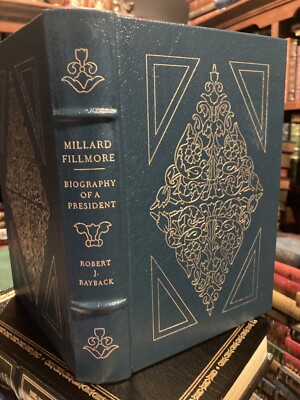 MILLARD
FILLMORE
BIOGRAPHY
OF A
PRESIDENT
ROBERT
J.
RAYBACK